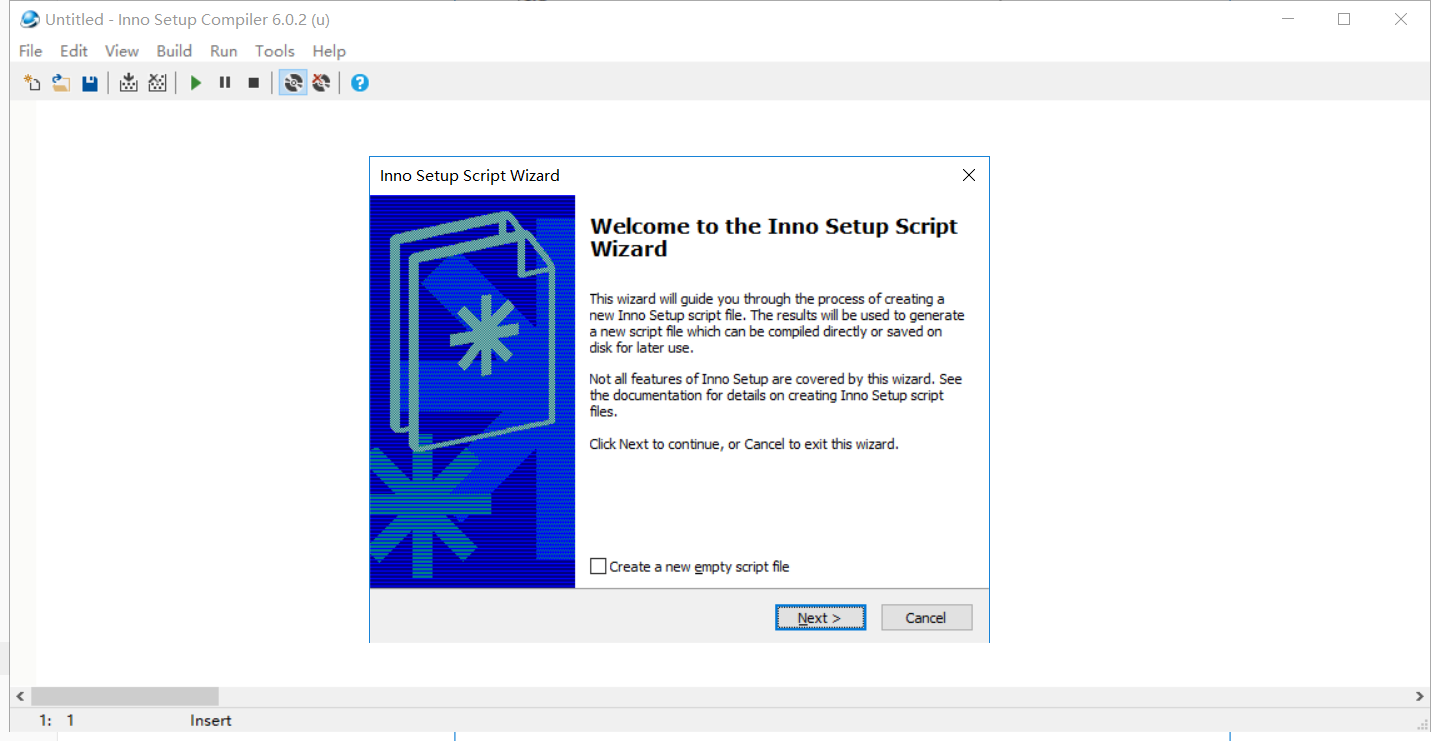 Untitled - Inno Setup Compiler 6.0.2 (u)
File Edit View Build Run Tools Help
Inno Setup Script Wizard
Welcome to the Inno Setup Script
Wizard
This wizard will guide you through the process of creating a
new Inno Setup script file. The results will be used to generate
a new script file which can be compiled directly or saved on
disk for later use.
Not all features of Inno Setup are covered by this wizard. See
the documentation for details on creating Inno Setup script
files.
Click Next to continue, or Cancel to exit this wizard.
Create a new empty script file
Next > Cancel
1: 1 Insert